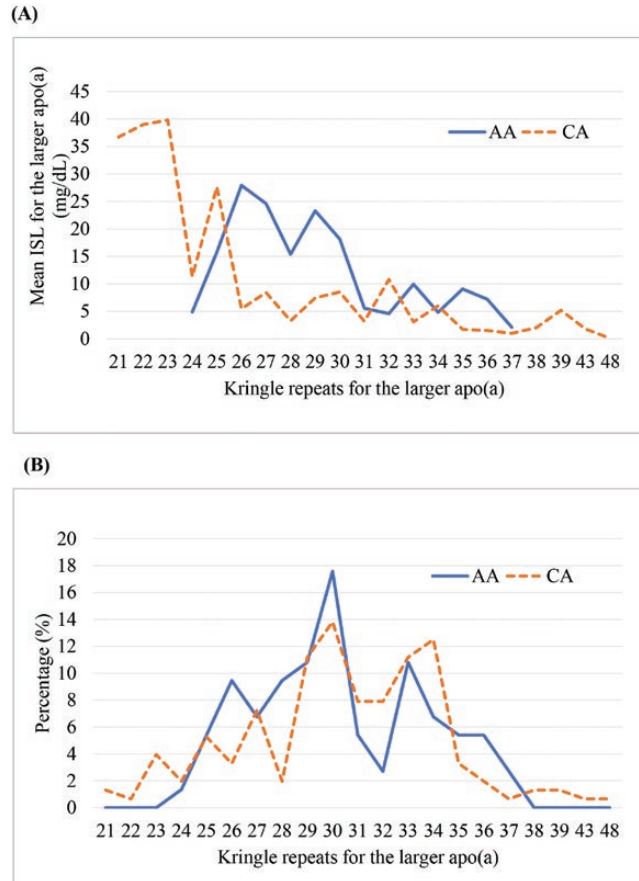 (A)
Mean ISL for the larger apo(a)
(mg/dL)
45
40
35
30
25
20
15
10
5
0
AA CA
21 22 23 24 25 26 27 28 29 30 31 32 33 34 35 36 37 38 39 43 48
Kringle repeats for the larger apo(a)
(B)
Percentage (%)
20
18
16
14
12
10
8
6
4
2
0
AA CA
21 22 23 24 25 26 27 28 29 30 31 32 33 34 35 36 37 38 39 43 48
Kringle repeats for the larger apo(a)